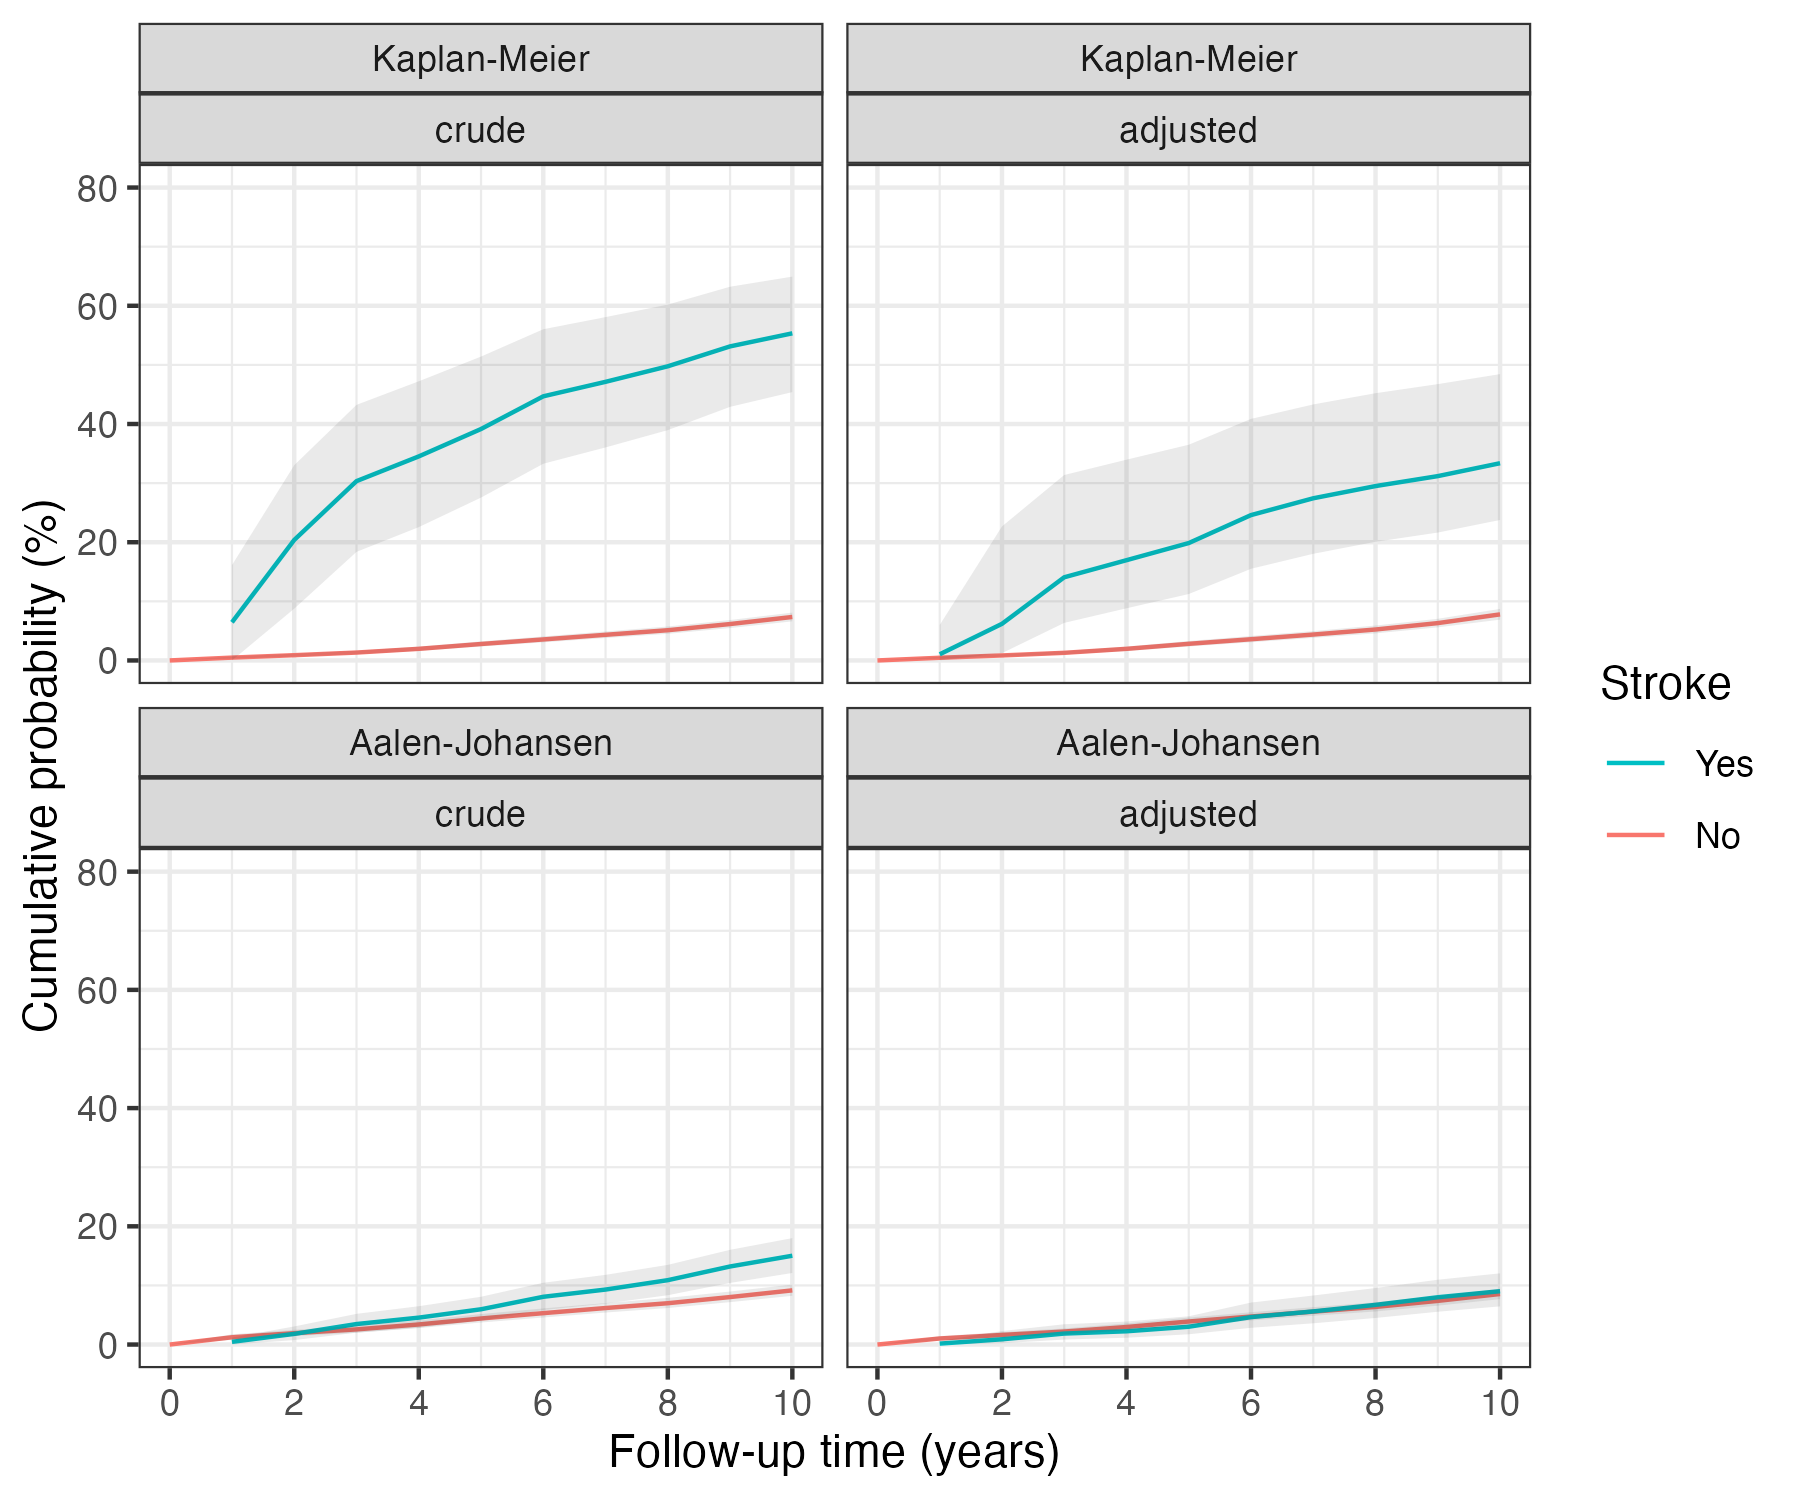 Kaplan-Meier
Kaplan-Meier
crude
adjusted
80
60
40
20
0
Cumulative probability (%)
Stroke
Yes
No
Aalen-Johansen
Aalen-Johansen
crude
adjusted
80
60
40
20
0
0 2 4 6 8 10
0 2 4 6 8 10
Follow-up time (years)